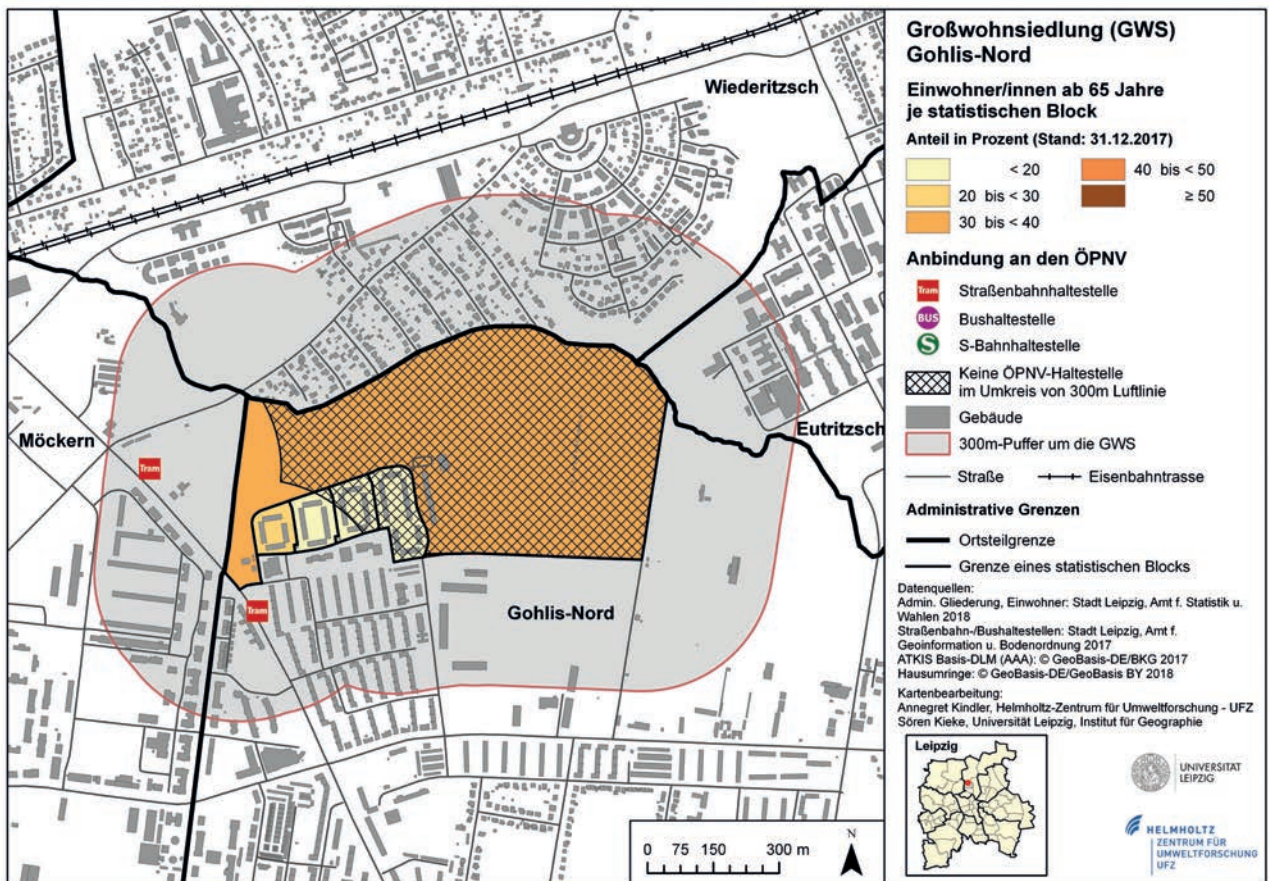 Großwohnsiedlung (GWS)
Gohlis-Nord
Einwohner/innen ab 65 Jahre
je statistischen Block
Anteil in Prozent (Stand: 31.12.2017)
< 20
40 bis < 50
20 bis < 30
≥ 50
30 bis < 40
Anbindung an den ÖPNV
Tram Straßenbahnhaltestelle
BUS Bushaltestelle
S S-Bahnhaltestelle
Keine ÖPNV-Haltestelle
im Umkreis von 300m Luftlinie
Gebäude
300m-Puffer um die GWS
Straße
Eisenbahntrasse
Administrative Grenzen
Ortsteilgrenze
Grenze eines statistischen Blocks
Datenquellen:
Admin. Gliederung, Einwohner: Stadt Leipzig, Amt f. Statistik u.
Wahlen 2018
Straßenbahn-/Bushaltestellen: Stadt Leipzig, Amt f.
Geoinformation u. Bodenordnung 2017
ATKIS Basis-DLM (AAA): © GeoBasis-DE/BKG 2017
Hausumringe: © GeoBasis-DE/GeoBasis BY 2018
Kartenbearbeitung:
Annegret Kindler, Helmholtz-Zentrum für Umweltforschung - UFZ
Sören Kieke, Universität Leipzig, Institut für Geographie
Leipzig
UNIVERSITÄT
LEIPZIG
HELMHOLTZ
ZENTRUM FÜR
UMWELTFORSCHUNG
UFZ
Wiederitzsch
Möckern
Eutritzsch
Tram
Tram
Gohlis-Nord
0 75 150 300 m
N